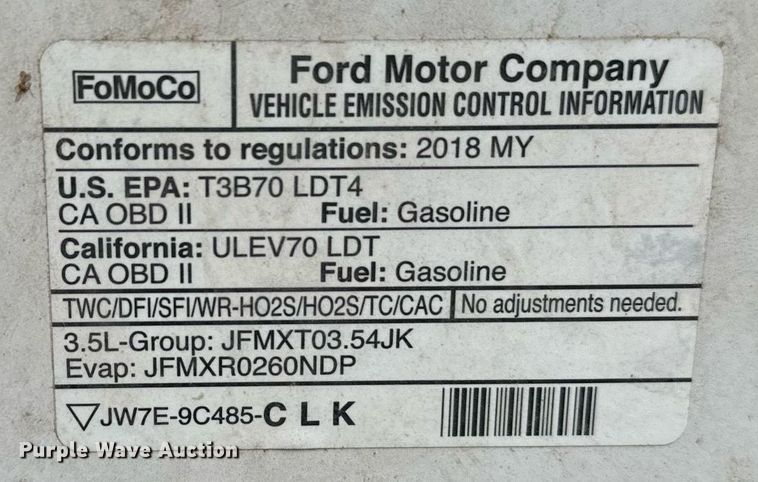 FoMoCo
Ford Motor Company
VEHICLE EMISSION CONTROL INFORMATION
Conforms to regulations: 2018 MY
U.S. EPA: T3B70 LDT4
CA OBD II Fuel: Gasoline
California: ULEV70 LDT
CA OBD II Fuel: Gasoline
TWC/DFI/SFI/WR-HO2S/HO2S/TC/CAC No adjustments needed.
3.5L-Group: JFMXT03.54JK
Evap: JFMXR0260NDP
▽JW7E-9C485-C L K
Purple Wave Auction